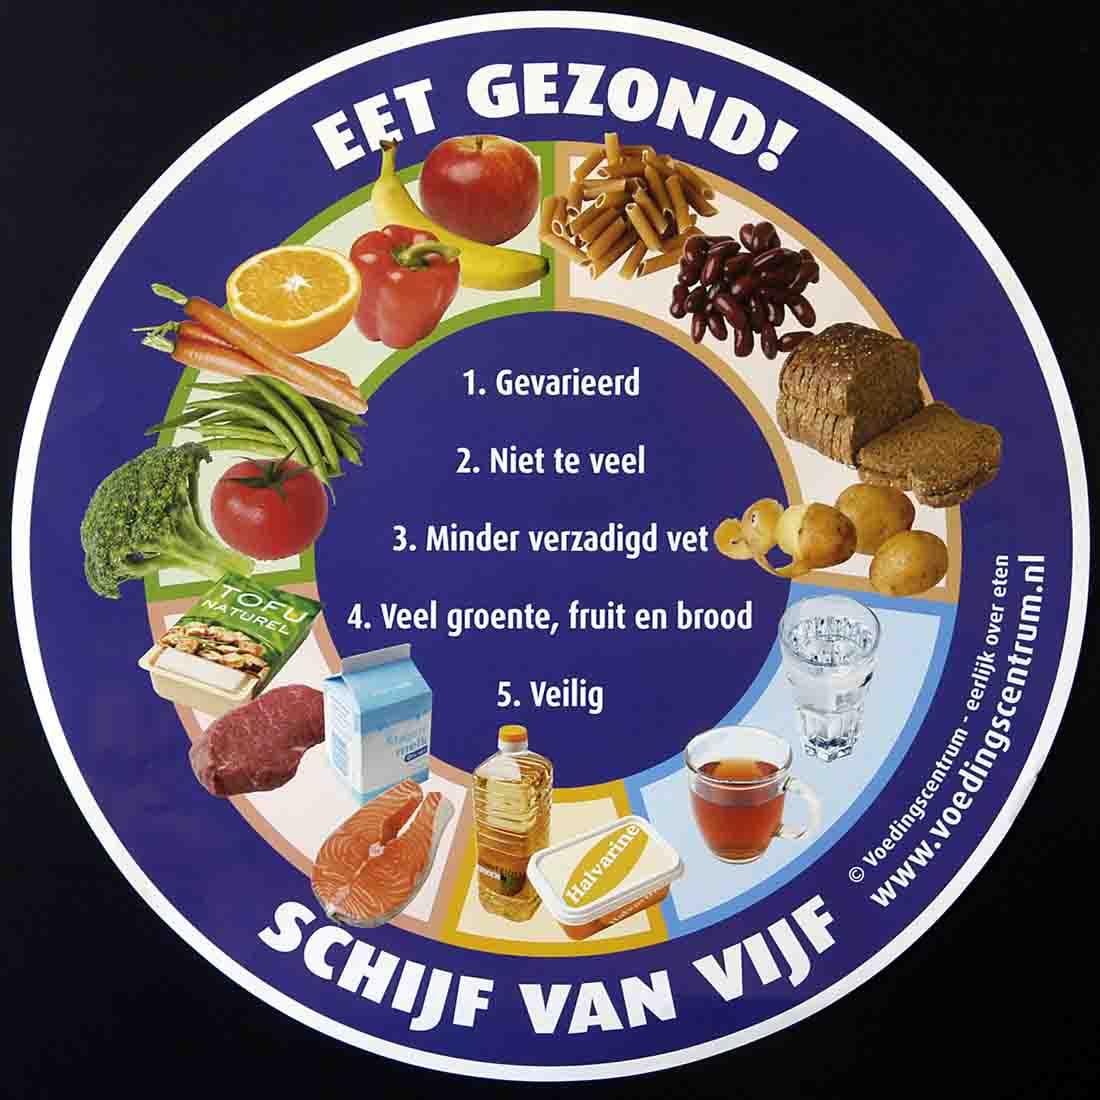 EET GEZOND!
1. Gevarieerd
2. Niet te veel
3. Minder verzadigd vet
4. Veel groente, fruit en brood
5. Veilig
TOFU
NATUREL
melk
Halvarine
© Voedingscentrum - eerlijk over eten
www.voedingscentrum.nl
SCHIJF VAN VIJF